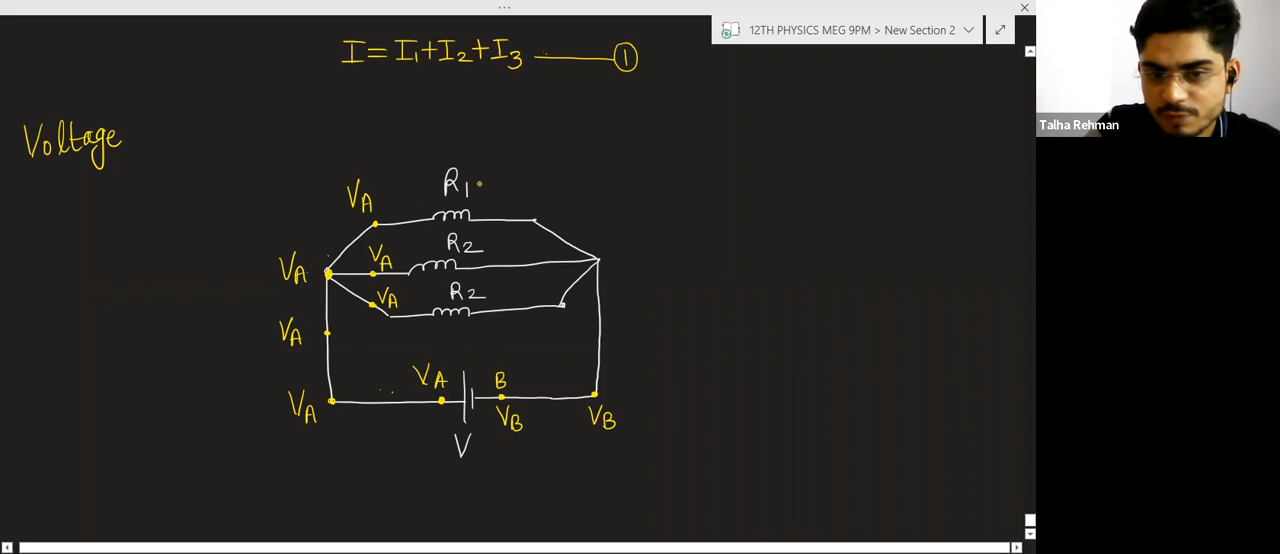 12TH PHYSICS MEG 9PM > New Section 2
I = I1 + I2 + I3 ——— ①
Talha Rehman
Voltage
R1
VA
R2
VA
VA
R2
VA
VA
VA
B
VA
VB
VB
V